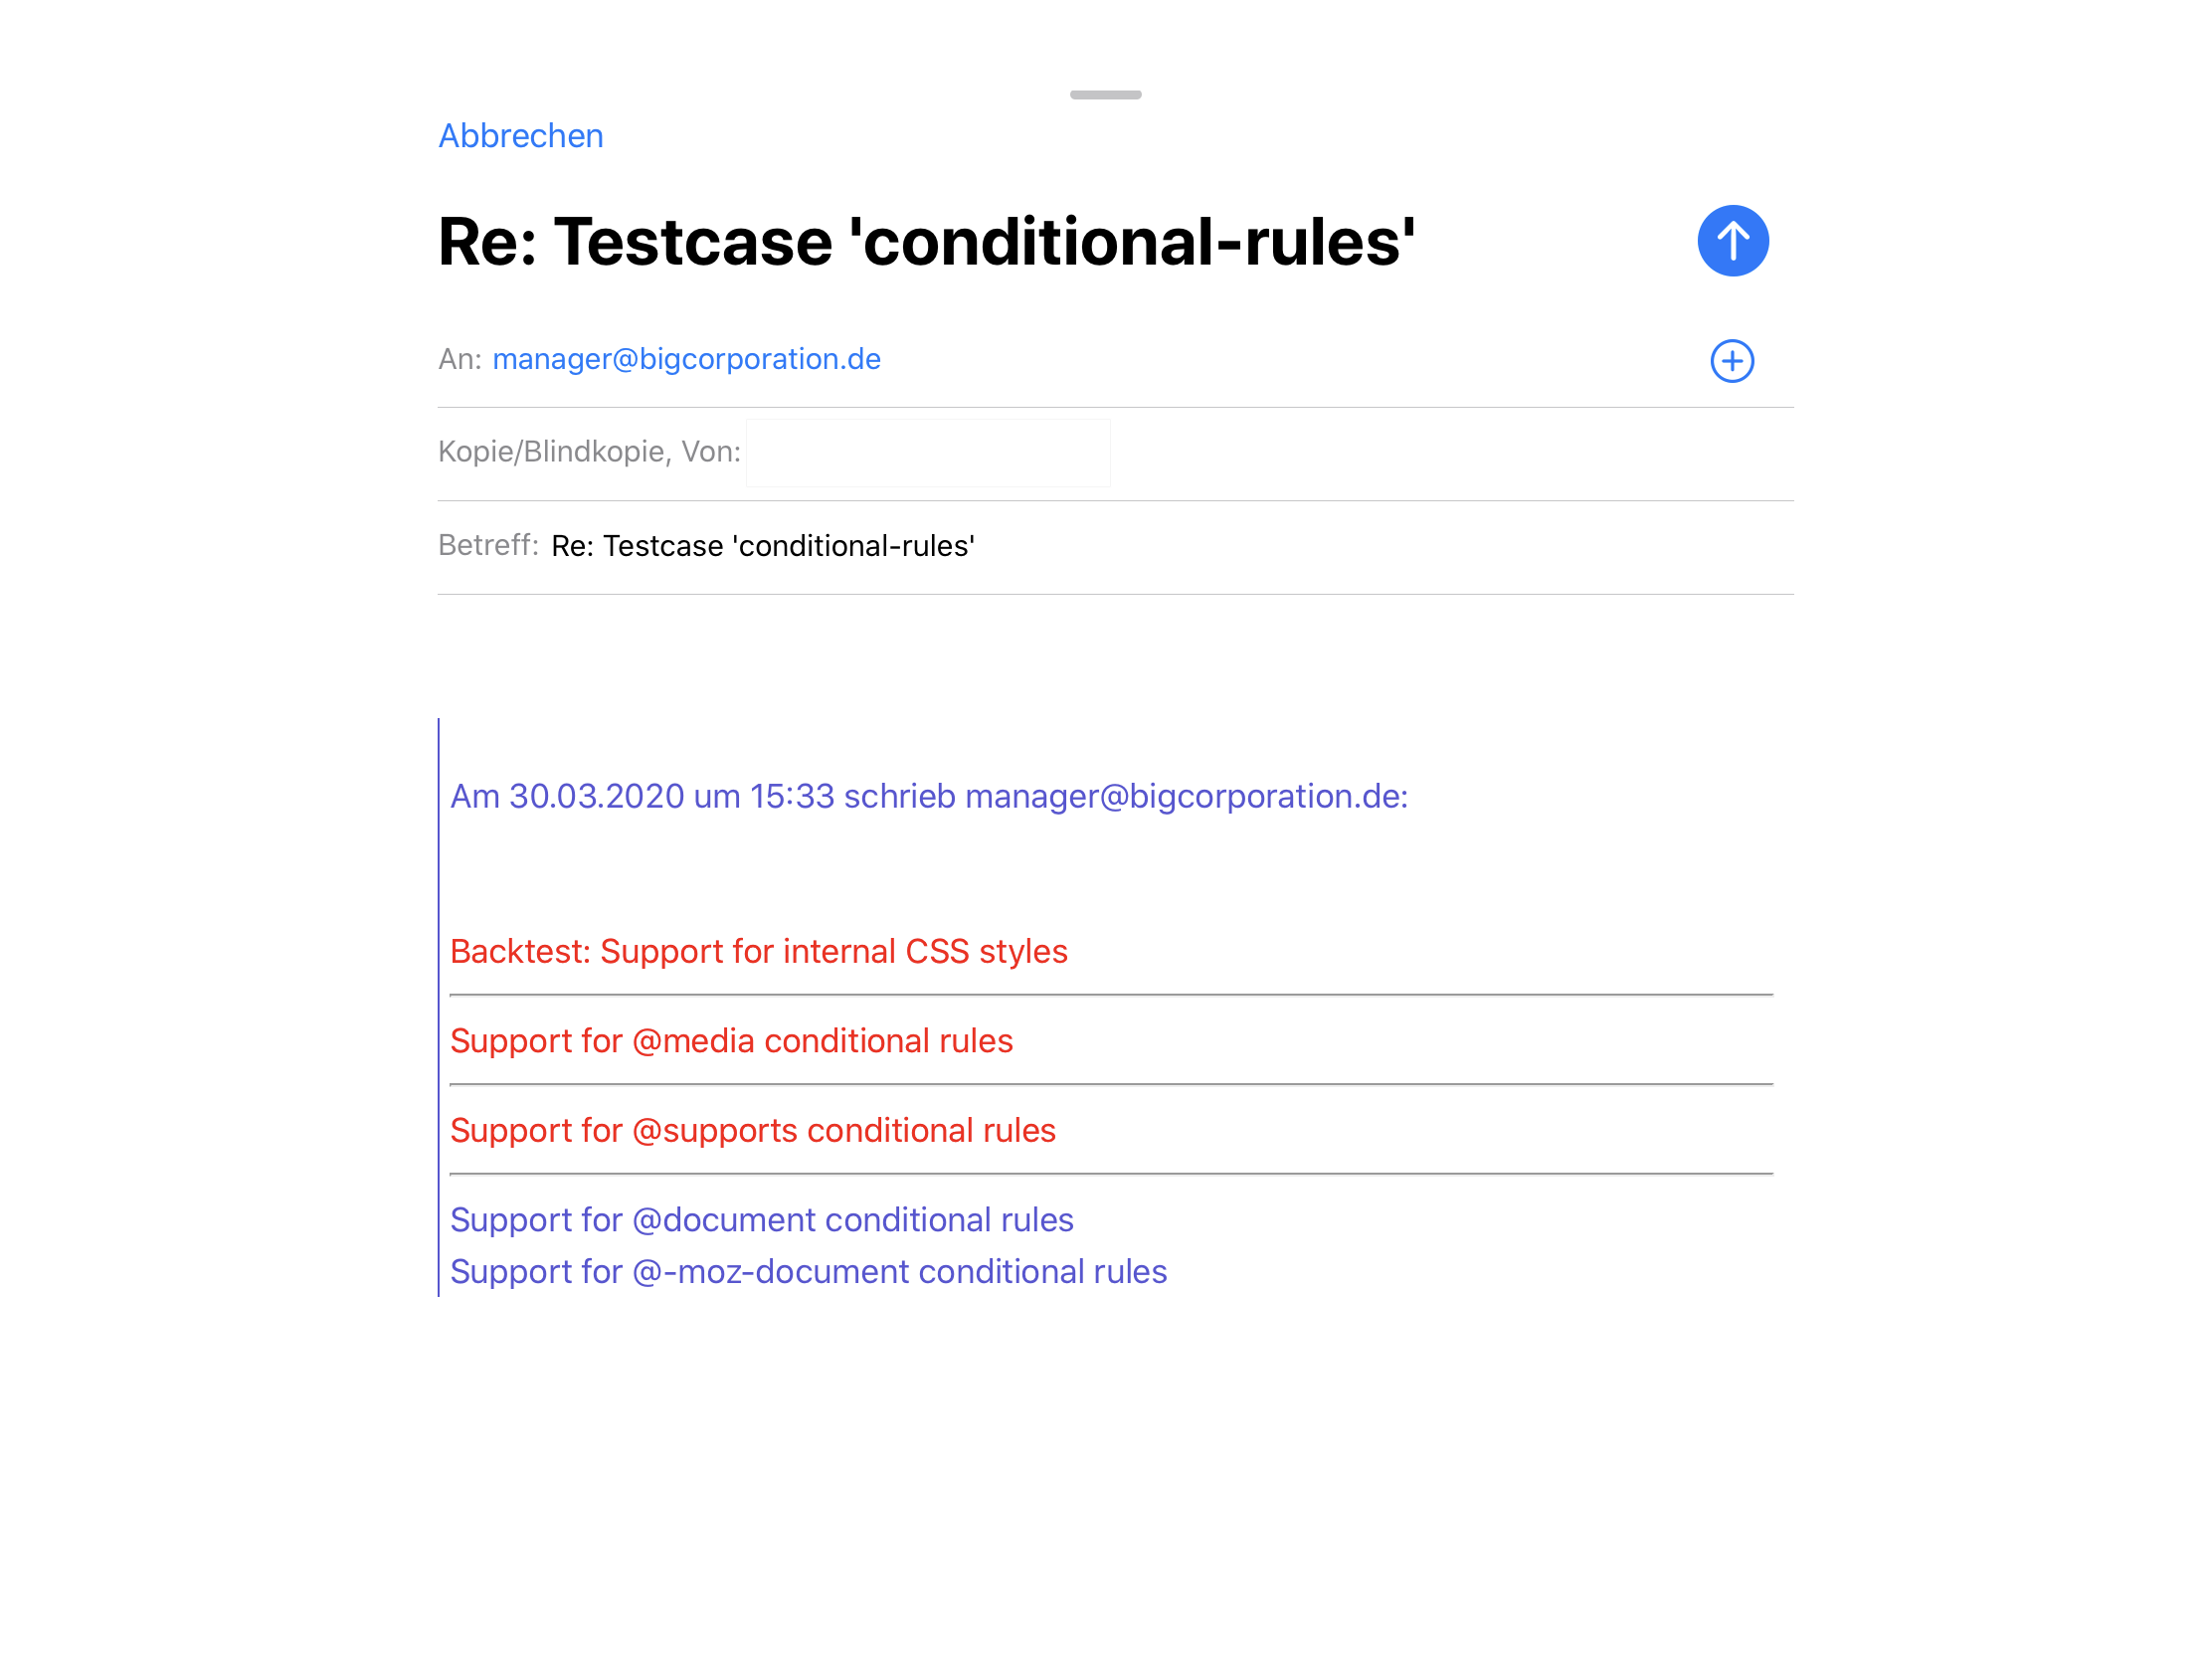 Abbrechen
Re: Testcase 'conditional-rules'
An: manager@bigcorporation.de
Kopie/Blindkopie, Von:
Betreff: Re: Testcase 'conditional-rules'
Am 30.03.2020 um 15:33 schrieb manager@bigcorporation.de:
Backtest: Support for internal CSS styles
Support for @media conditional rules
Support for @supports conditional rules
Support for @document conditional rules
Support for @-moz-document conditional rules